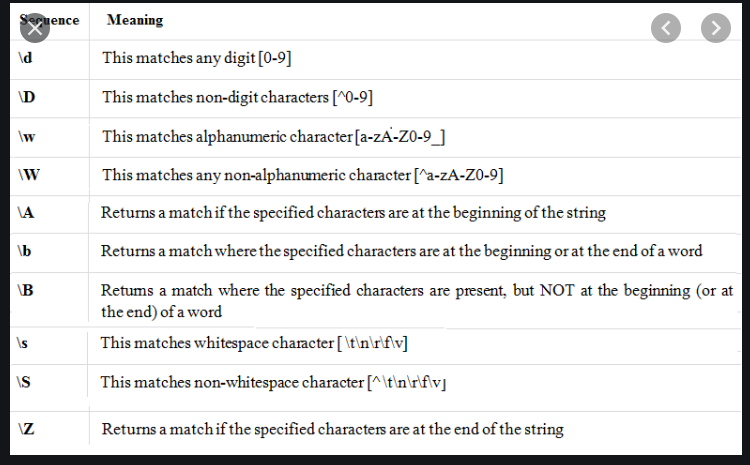 Sequence Meaning
\d This matches any digit [0-9]
\D This matches non-digit characters [^0-9]
\w This matches alphanumeric character [a-zA-Z0-9_]
\W This matches any non-alphanumeric character [^a-zA-Z0-9]
\A Returns a match if the specified characters are at the beginning of the string
\b Returns a match where the specified characters are at the beginning or at the end of a word
\B Returns a match where the specified characters are present, but NOT at the beginning (or at
the end) of a word
\s This matches whitespace character [ \t\n\r\f\v]
\S This matches non-whitespace character [^ \t\n\r\f\v]
\Z Returns a match if the specified characters are at the end of the string